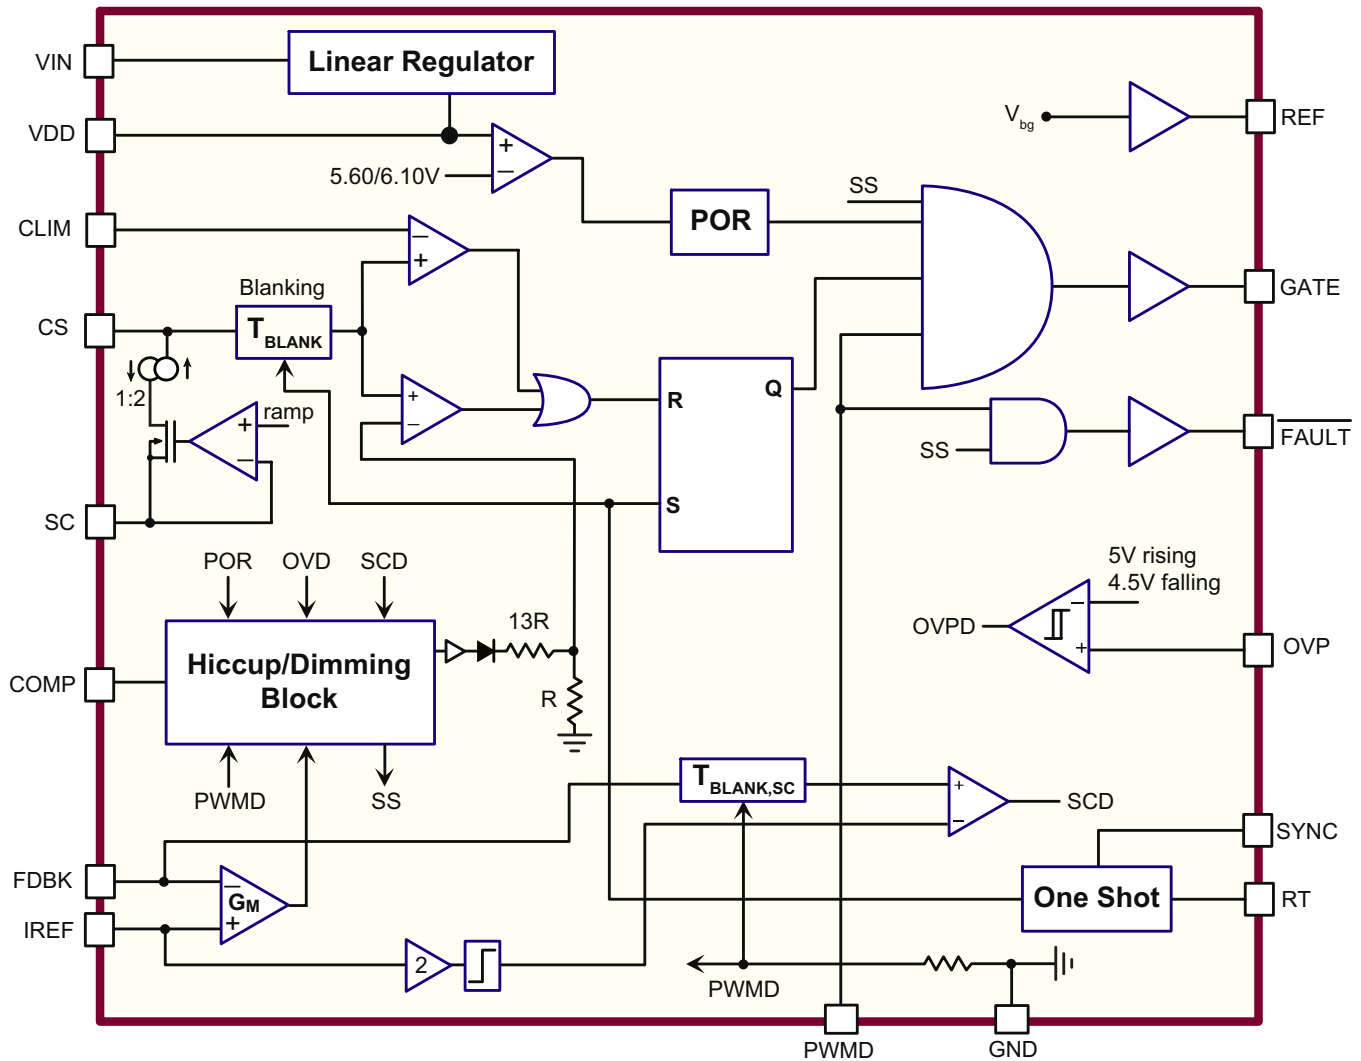 VIN
Linear Regulator
VDD
5.60/6.10V
+
−
V bg
REF
CLIM
−
+
POR
SS
GATE
Blanking
CS
T BLANK
1:2
ramp
+
−
+
−
R
Q
S
SS
FAULT
SC
POR
OVD
SCD
13R
5V rising
4.5V falling
OVPD
−
+
OVP
COMP
Hiccup/Dimming
Block
R
PWMD
SS
T BLANK,SC
+
−
SCD
SYNC
FDBK
−
GM
+
IREF
One Shot
RT
2
PWMD
PWMD
GND